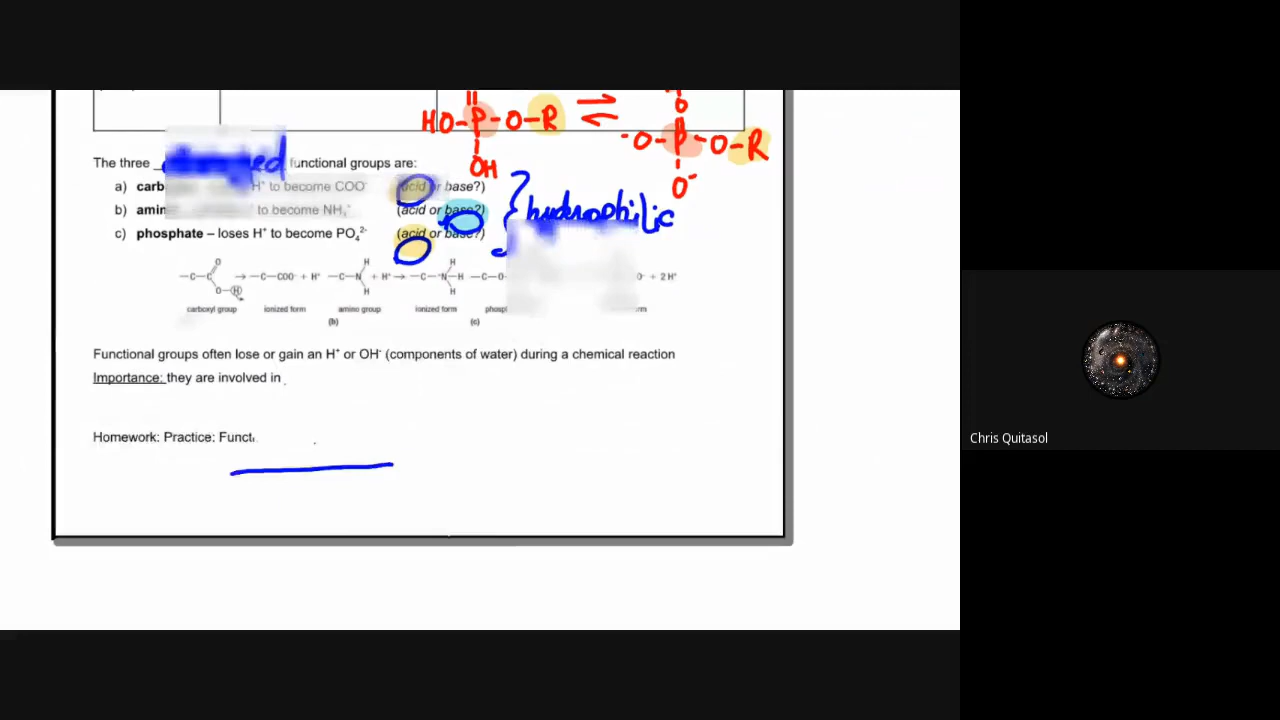 HO-P-O-R ⇌ O
OH
⁻O-P-O-R
O⁻
The three charged functional groups are:
a) carb H⁺ to become COO⁻ (acid or base?)
b) amin to become NH₃⁺ (acid or base?)
c) phosphate – loses H⁺ to become PO₄²⁻ (acid or base?)
} hydrophilic
O H H
–C–C → –C–COO⁻ + H⁺ –C–N + H⁺ → –C–⁺N–H –C–O O⁻ + 2 H⁺
O–H H H
carboxyl group ionized form amino group ionized form
(b) (c)
Functional groups often lose or gain an H⁺ or OH⁻ (components of water) during a chemical reaction
Importance: they are involved in
Homework: Practice: Funct
Chris Quitasol